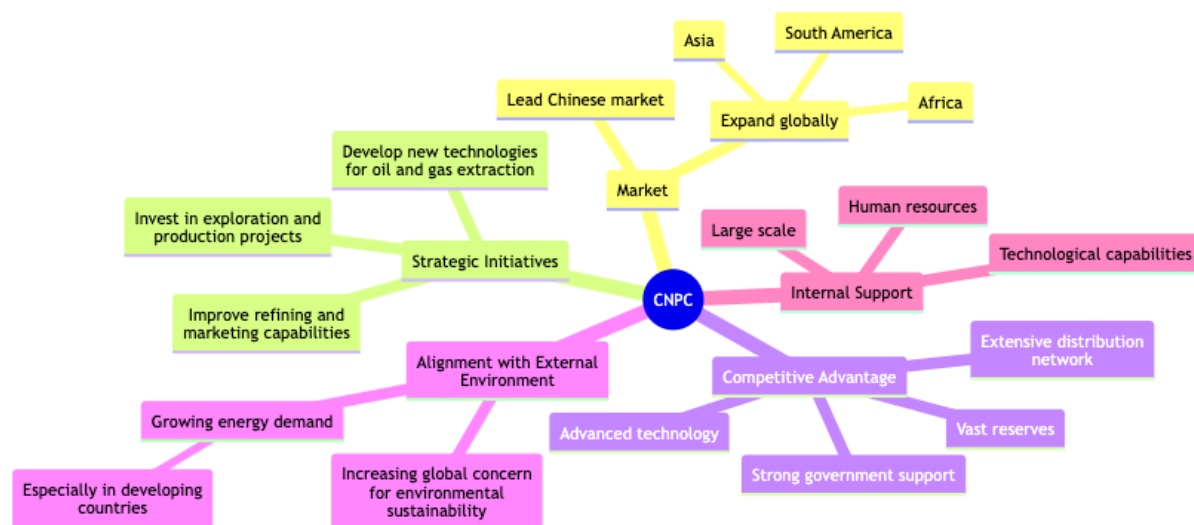 CNPC
Market
Lead Chinese market
Expand globally
Asia
South America
Africa
Strategic Initiatives
Develop new technologies
for oil and gas extraction
Invest in exploration and
production projects
Improve refining and
marketing capabilities
Internal Support
Large scale
Human resources
Technological capabilities
Alignment with External
Environment
Growing energy demand
Especially in developing
countries
Increasing global concern
for environmental
sustainability
Competitive Advantage
Extensive distribution
network
Vast reserves
Strong government support
Advanced technology